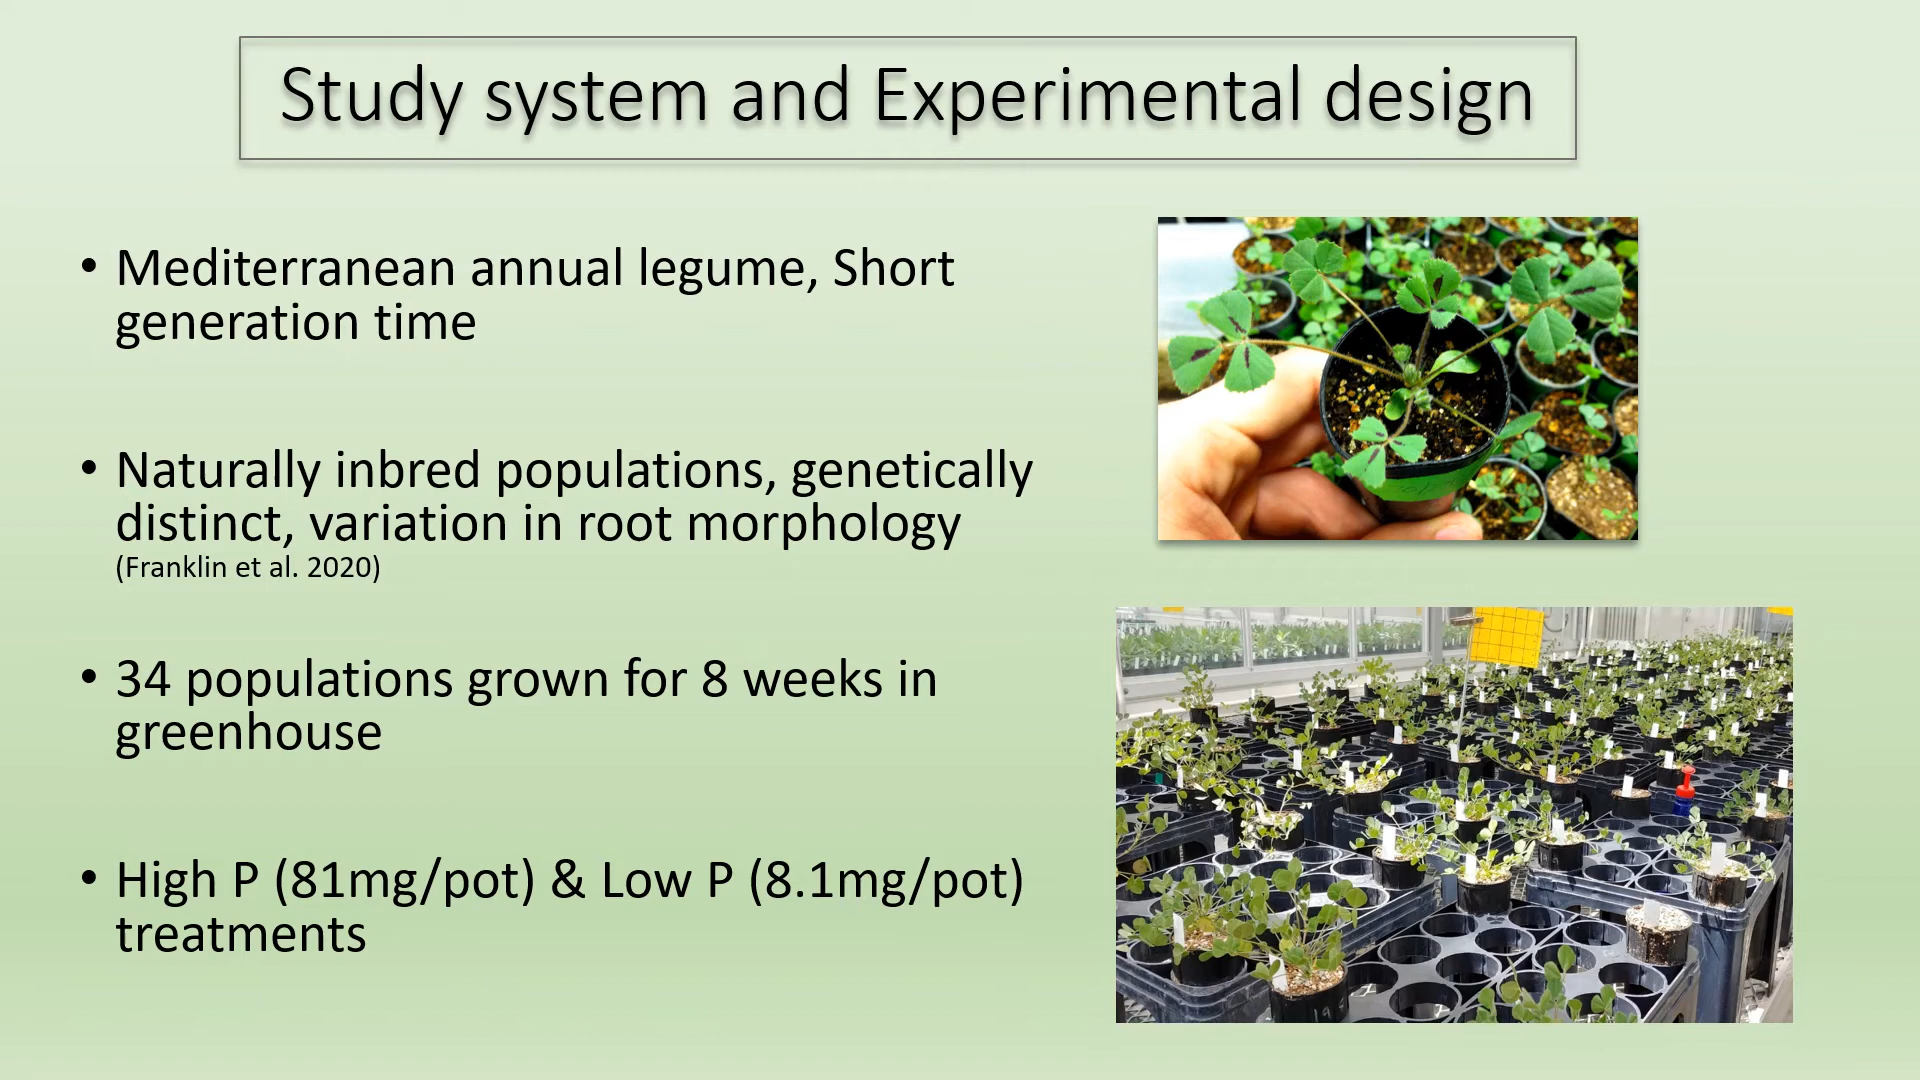 Study system and Experimental design
• Mediterranean annual legume, Short
generation time
• Naturally inbred populations, genetically
distinct, variation in root morphology
(Franklin et al. 2020)
• 34 populations grown for 8 weeks in
greenhouse
• High P (81mg/pot) & Low P (8.1mg/pot)
treatments